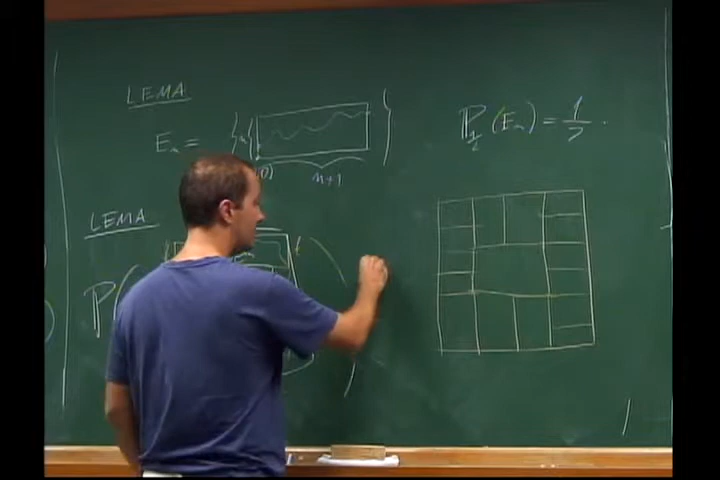 LEMA
Eₙ =
n+1
ℙ½ (Eₙ) = 1/2 .
LEMA
ℙ (